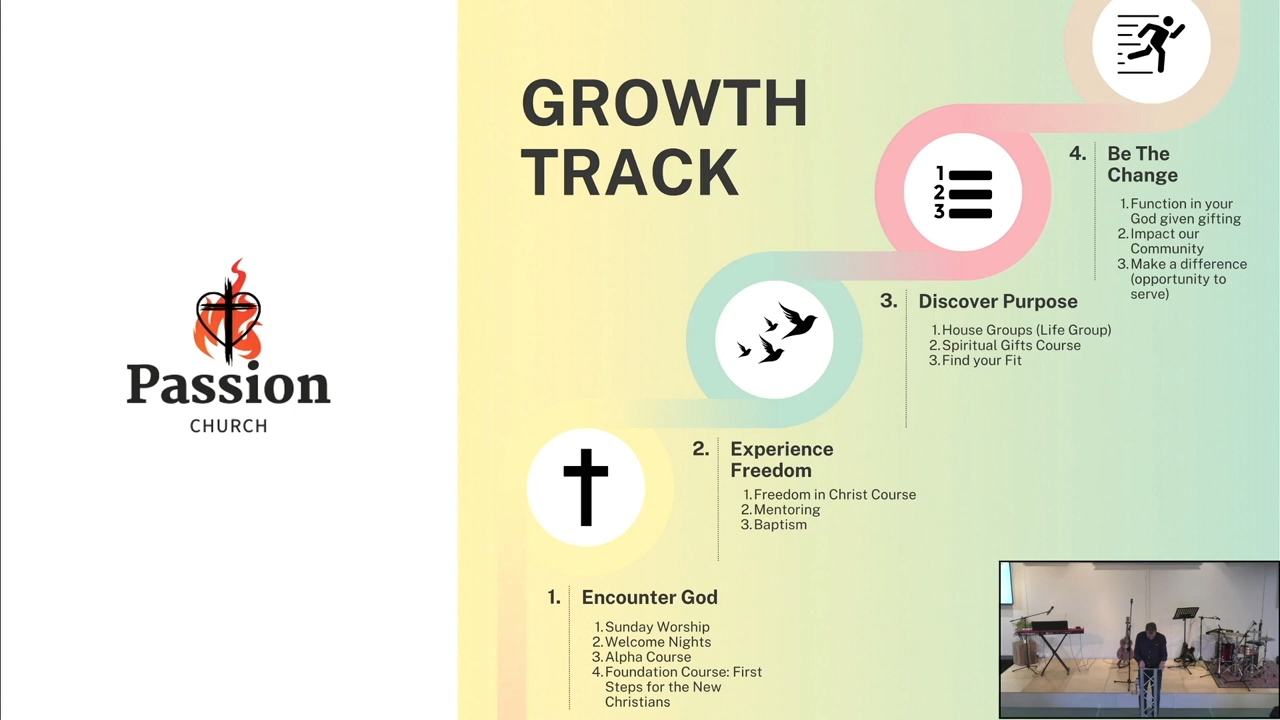 Passion
CHURCH
GROWTH
TRACK
1. Encounter God
1. Sunday Worship
2. Welcome Nights
3. Alpha Course
4. Foundation Course: First
Steps for the New
Christians
2. Experience
Freedom
1. Freedom in Christ Course
2. Mentoring
3. Baptism
3. Discover Purpose
1. House Groups (Life Group)
2. Spiritual Gifts Course
3. Find your Fit
1
2
3
4. Be The
Change
1. Function in your
God given gifting
2. Impact our
Community
3. Make a difference
(opportunity to
serve)